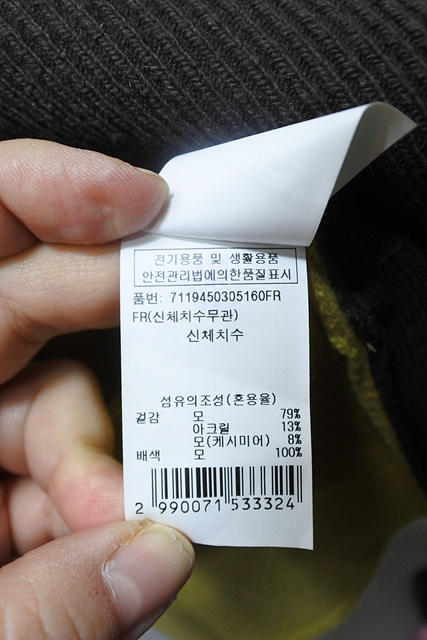 전기용품 및 생활용품
안전관리법에의한품질표시
품번: 7119450305160FR
FR(신체치수무관)
신체치수
섬유의조성(혼용율)
겉감 모 79%
아크릴 13%
모(케시미어) 8%
배색 모 100%
2 990071 533324